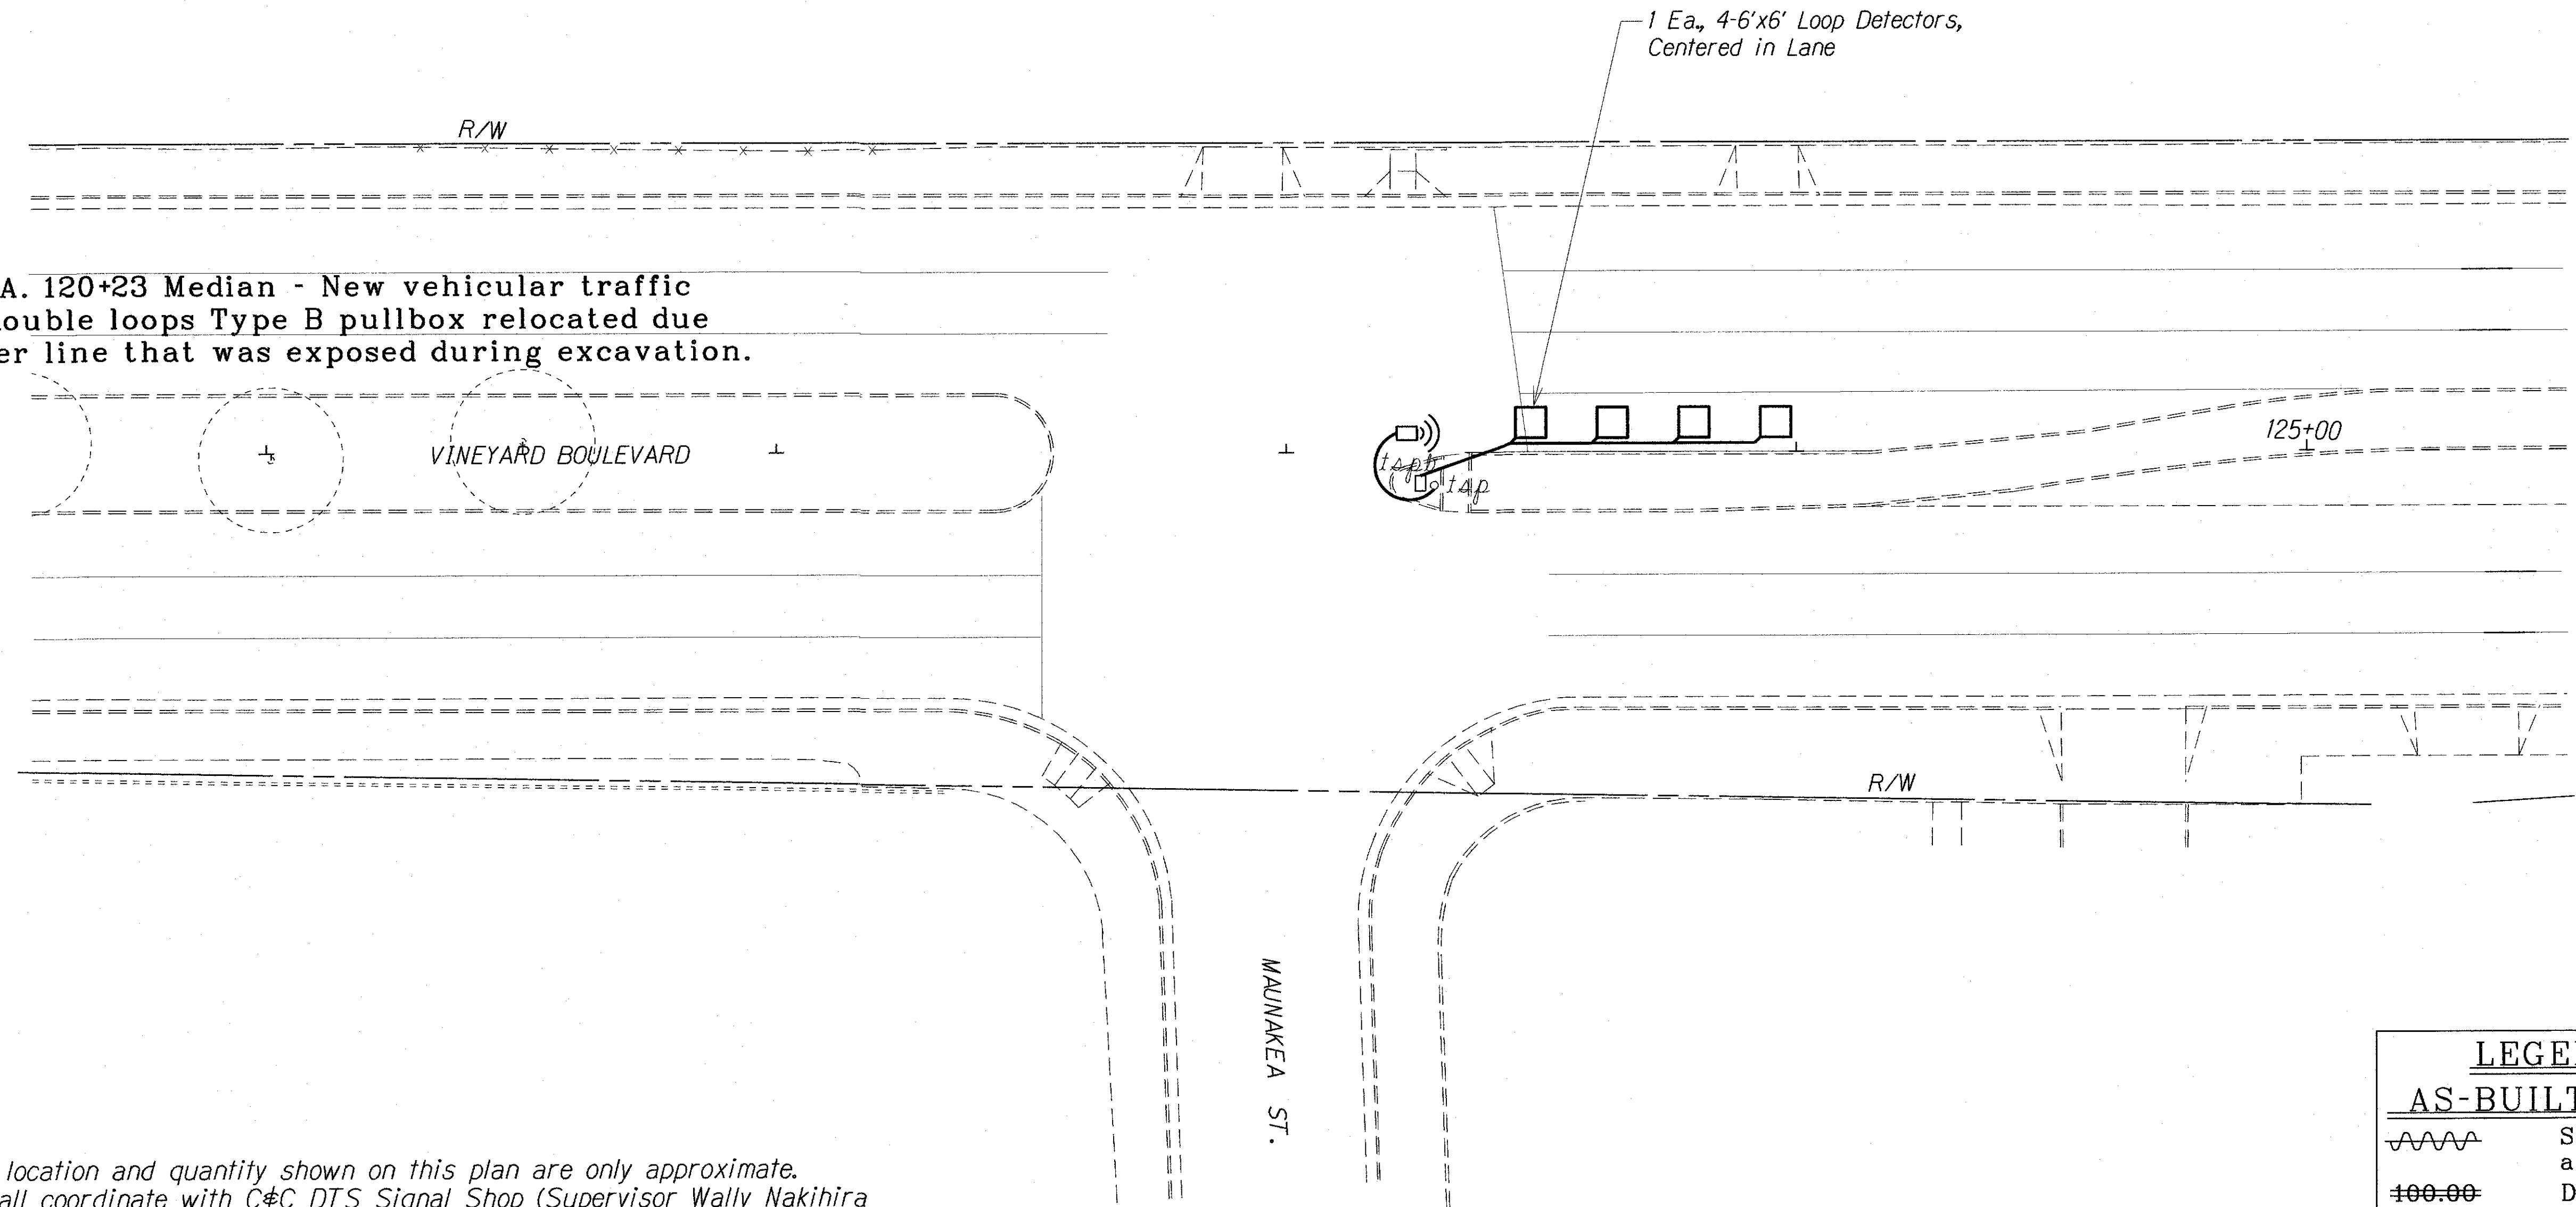 1 Ea., 4-6'x6' Loop Detectors,
Centered in Lane
R/W
A. 120+23 Median - New vehicular traffic
ouble loops Type B pullbox relocated due
er line that was exposed during excavation.
VINEYARD BOULEVARD
tspb
tsp
125+00
R/W
MAUNAKEA ST.
LEGE
AS-BUILT
S
a
100.00 D
location and quantity shown on this plan are only approximate.
all coordinate with C&C DTS Signal Shop (Supervisor Wally Nakihira